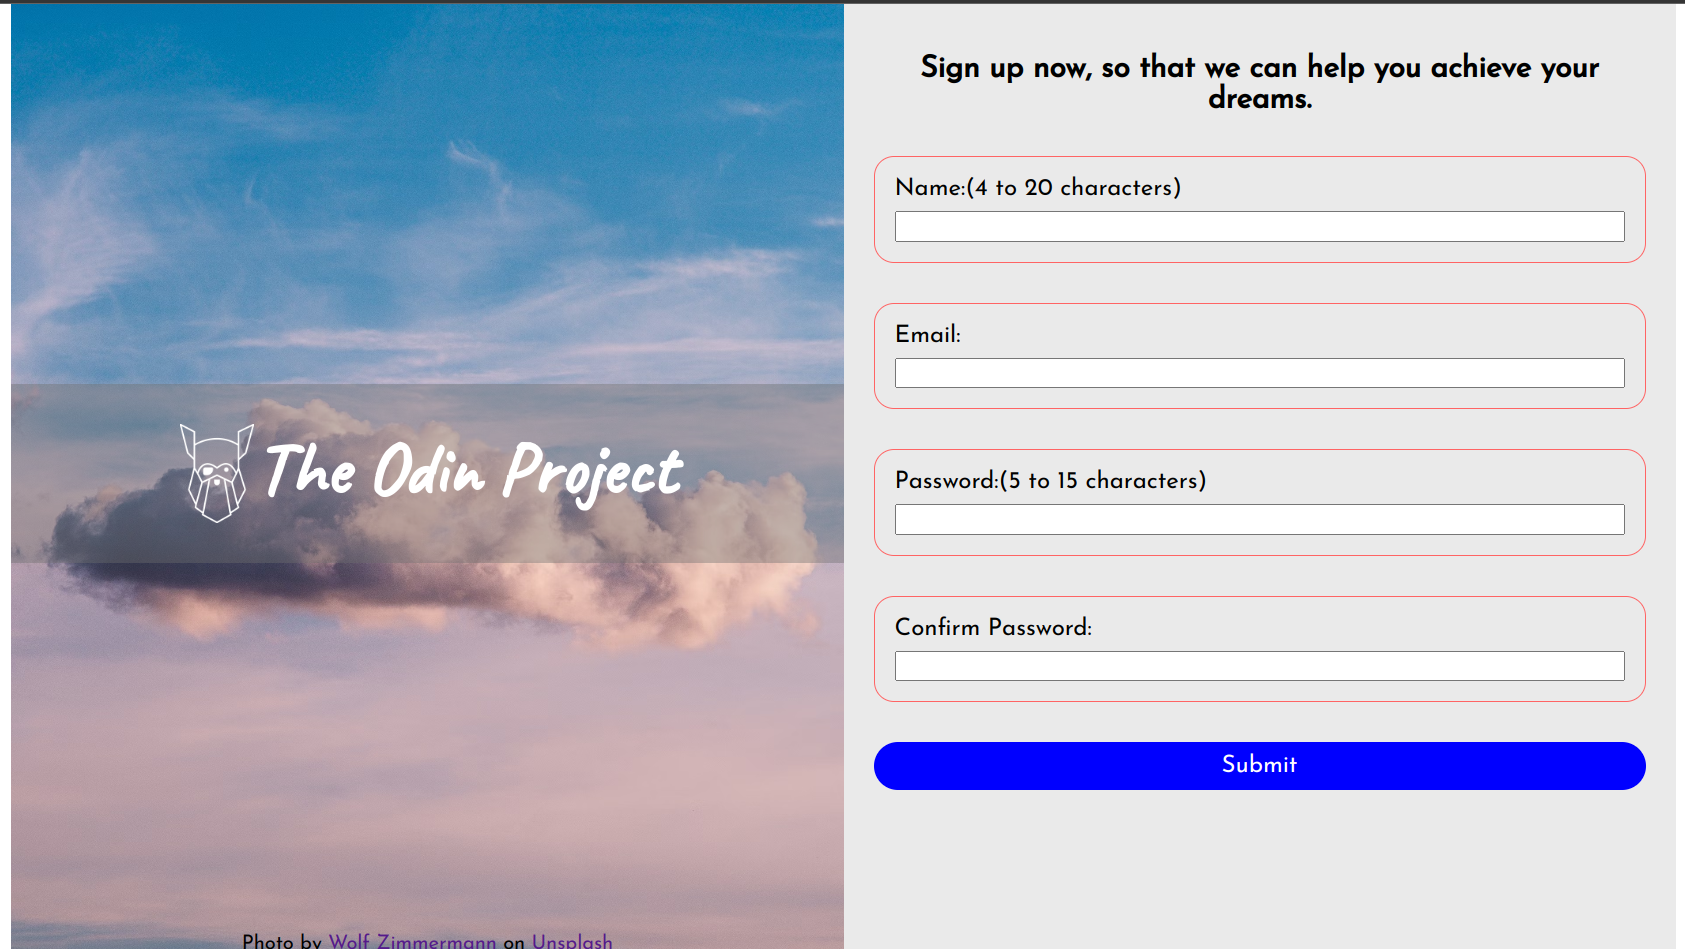 The Odin Project
Photo by Wolf Zimmermann on Unsplash
Sign up now, so that we can help you achieve your
dreams.
Name:(4 to 20 characters)
Email:
Password:(5 to 15 characters)
Confirm Password:
Submit